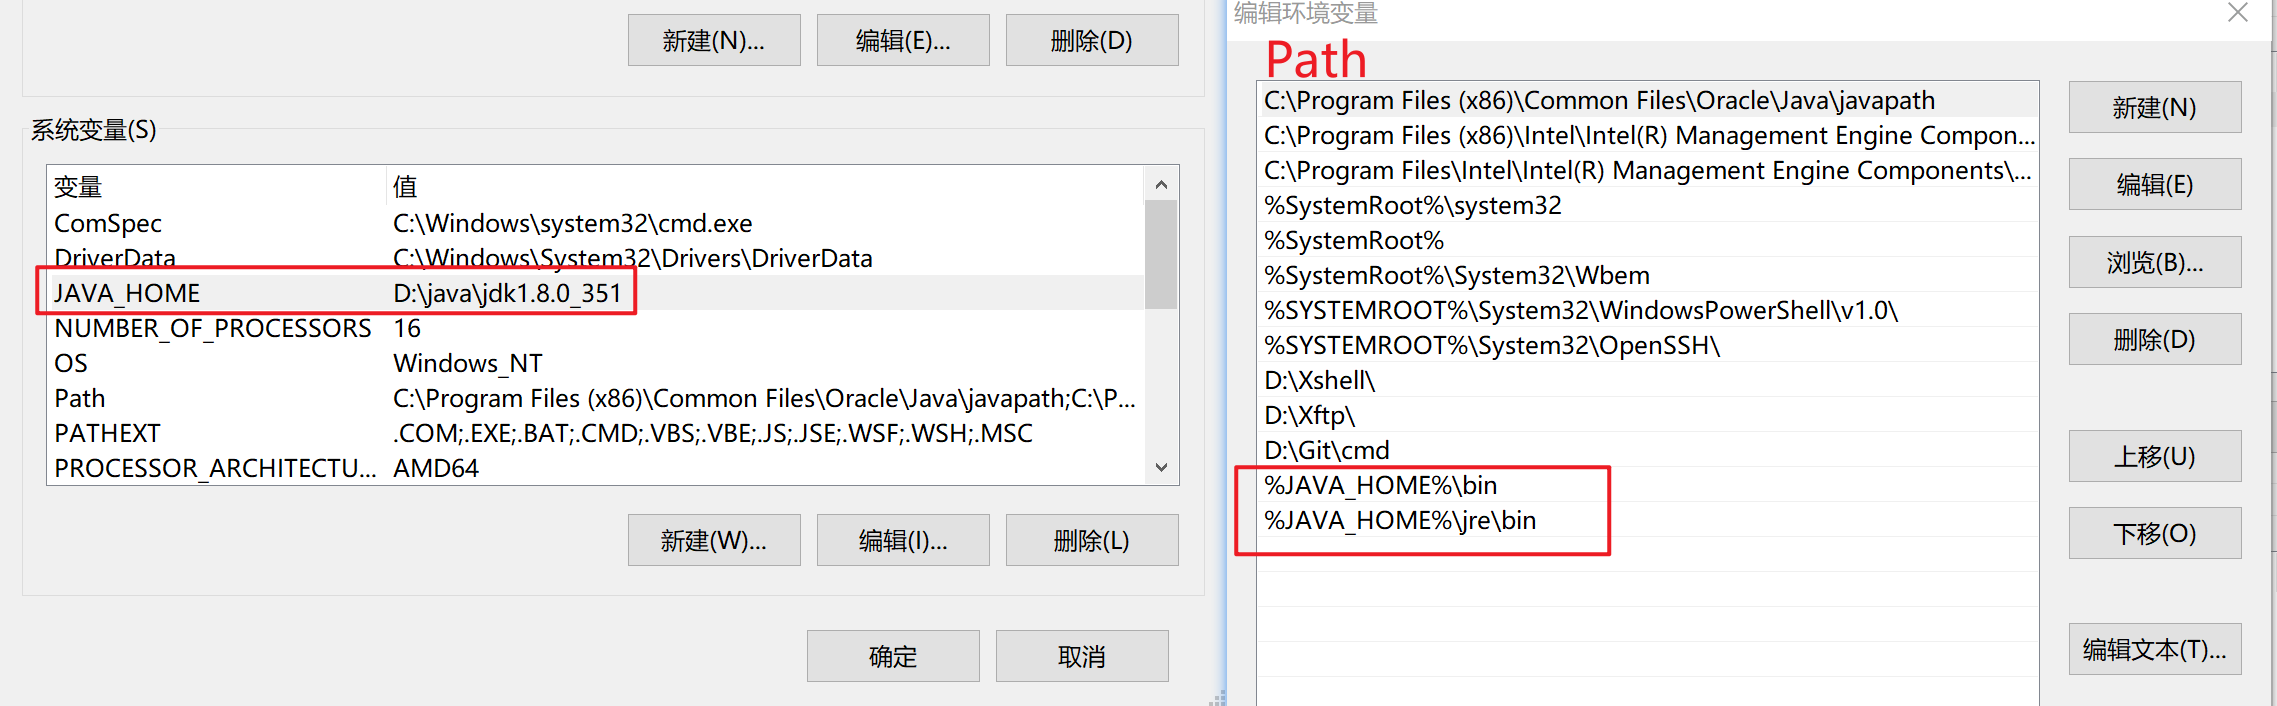 新建(N)...
编辑(E)...
删除(D)
系统变量(S)
变量 值
ComSpec C:\Windows\system32\cmd.exe
DriverData C:\Windows\System32\Drivers\DriverData
JAVA_HOME D:\java\jdk1.8.0_351
NUMBER_OF_PROCESSORS 16
OS Windows_NT
Path C:\Program Files (x86)\Common Files\Oracle\Java\javapath;C:\P...
PATHEXT .COM;.EXE;.BAT;.CMD;.VBS;.VBE;.JS;.JSE;.WSF;.WSH;.MSC
PROCESSOR_ARCHITECTU... AMD64
新建(W)...
编辑(I)...
删除(L)
确定
取消
编辑环境变量
Path
C:\Program Files (x86)\Common Files\Oracle\Java\javapath
C:\Program Files (x86)\Intel\Intel(R) Management Engine Compon...
C:\Program Files\Intel\Intel(R) Management Engine Components\...
%SystemRoot%\system32
%SystemRoot%
%SystemRoot%\System32\Wbem
%SYSTEMROOT%\System32\WindowsPowerShell\v1.0\
%SYSTEMROOT%\System32\OpenSSH\
D:\Xshell\
D:\Xftp\
D:\Git\cmd
%JAVA_HOME%\bin
%JAVA_HOME%\jre\bin
新建(N)
编辑(E)
浏览(B)...
删除(D)
上移(U)
下移(O)
编辑文本(T)...